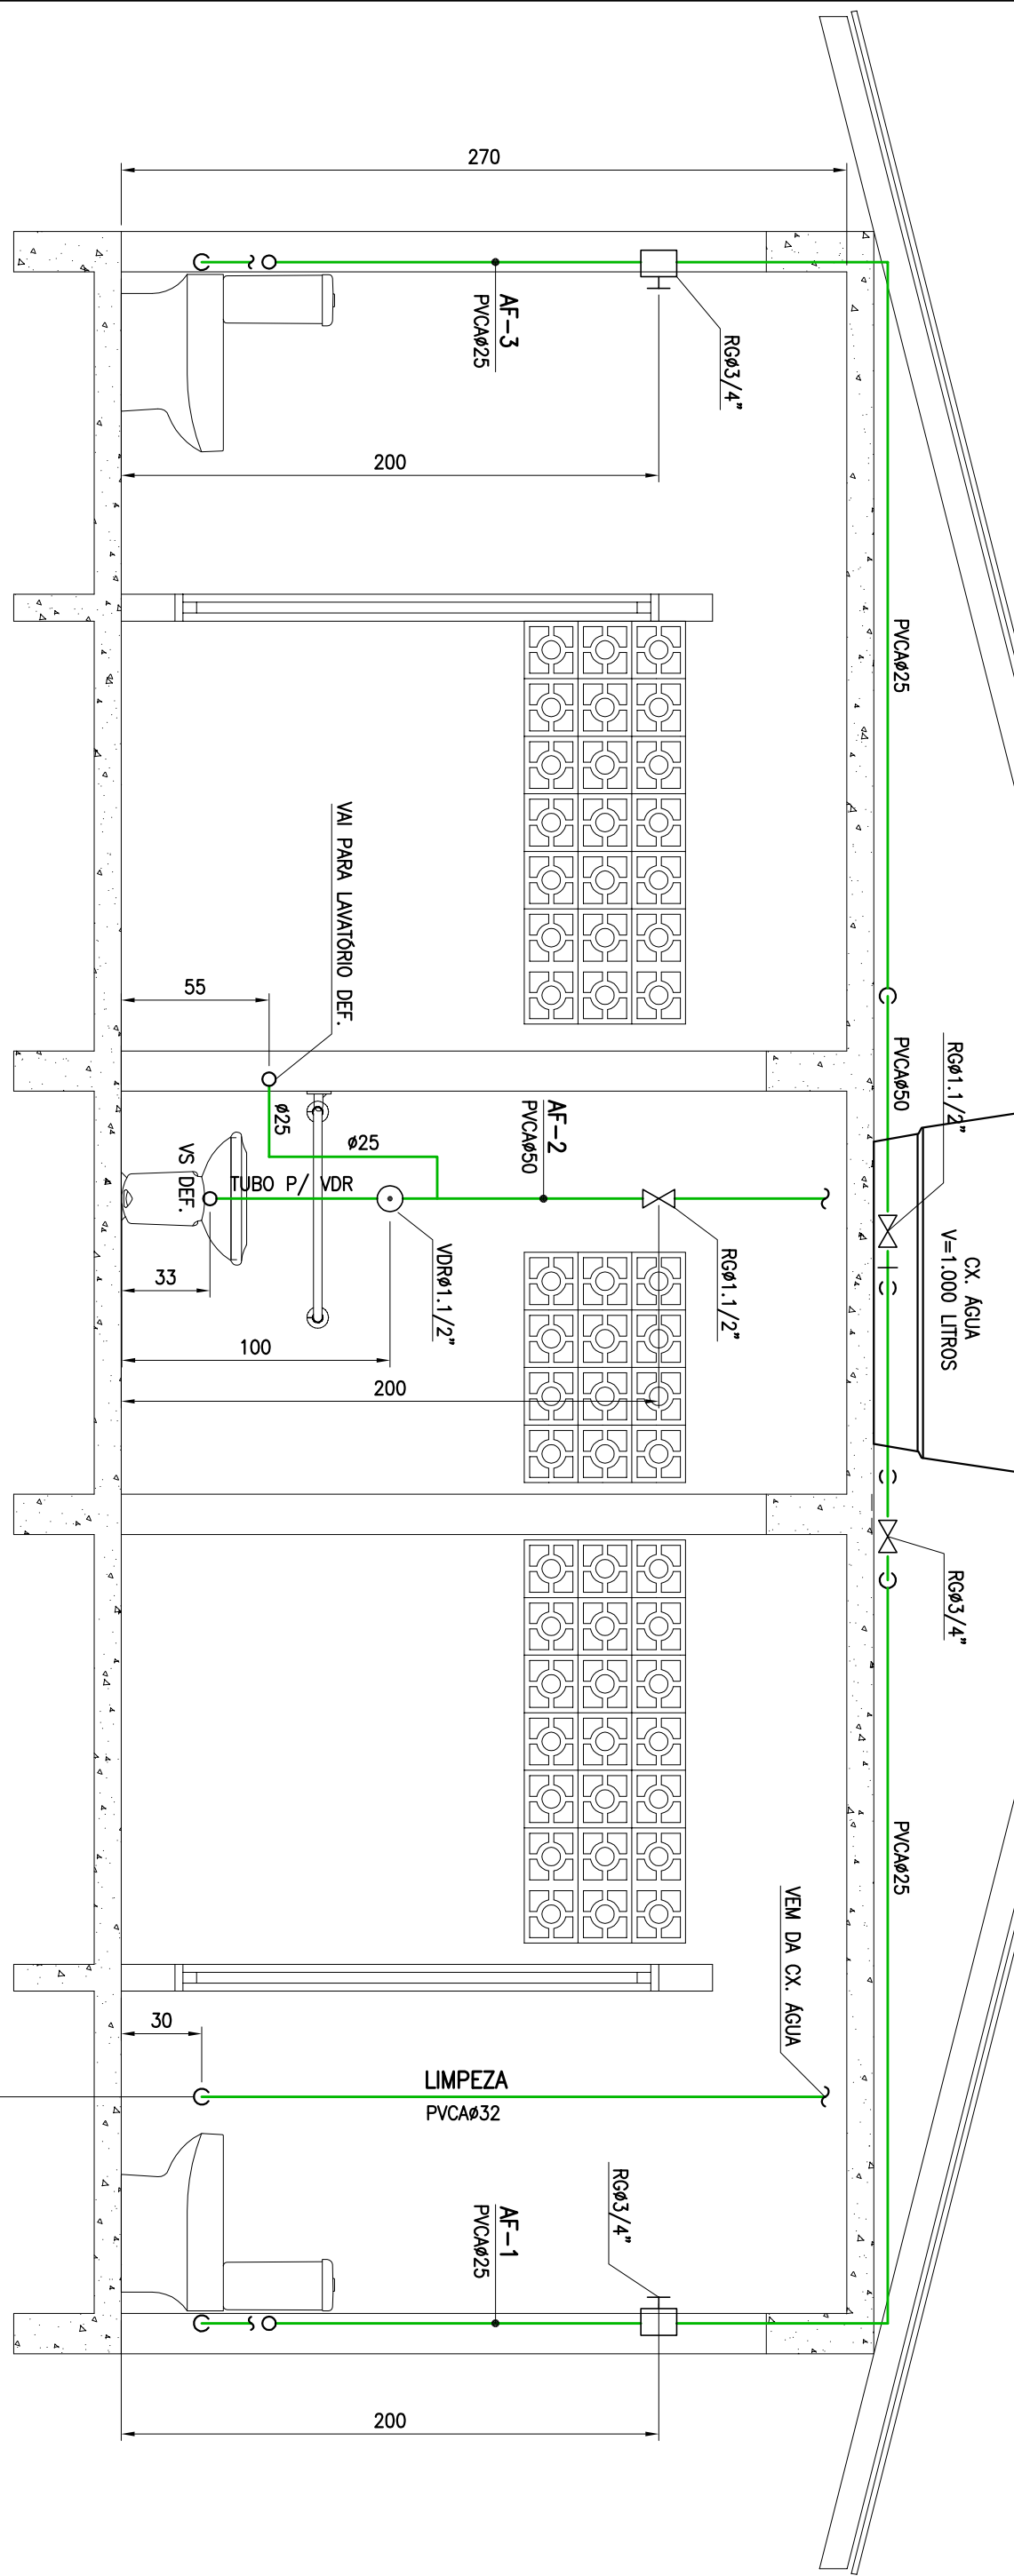 270
AF-3
PVCAø25
RGø3/4"
200
PVCAø25
VAI PARA LAVATÓRIO DEF.
55
ø25
ø25
AF-2
PVCAø50
PVCAø50
RGø1.1/2"
CX. ÁGUA
V=1.000 LITROS
VS DEF.
TUBO P/ VDR
VDRø1.1/2"
RGø1.1/2"
33
100
200
RGø3/4"
PVCAø25
VEM DA CX. ÁGUA
30
LIMPEZA
PVCAø32
AF-1
PVCAø25
RGø3/4"
200